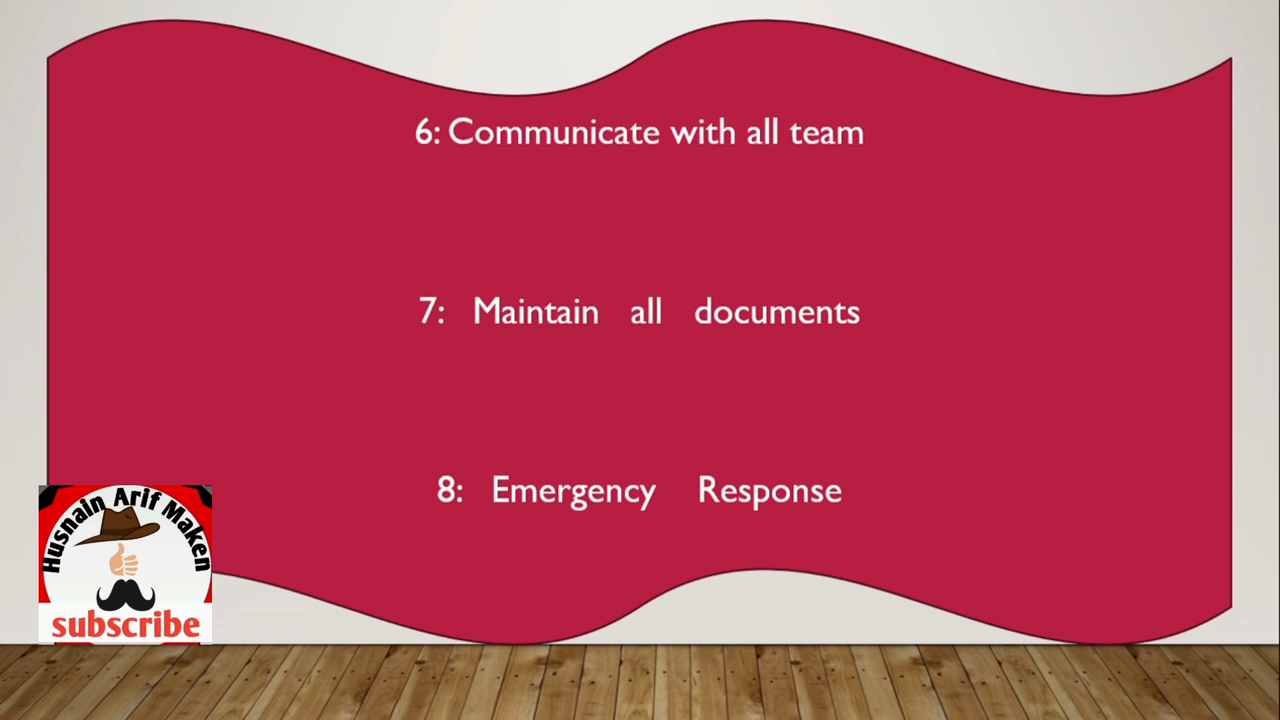 6: Communicate with all team
7: Maintain all documents
8: Emergency Response
Husnain Arif Maken
subscribe